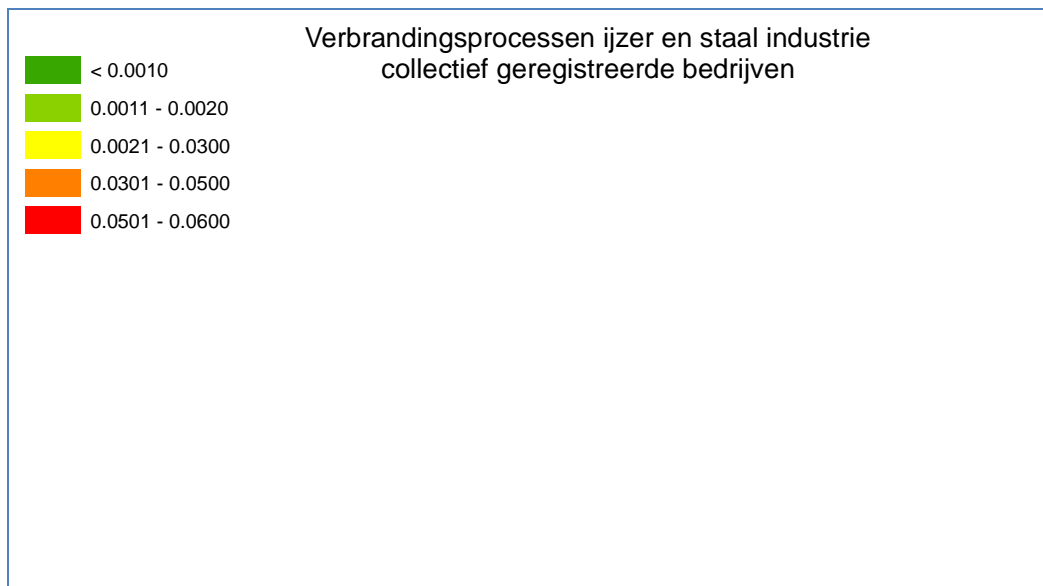 Verbrandingsprocessen ijzer en staal industrie
collectief geregistreerde bedrijven
< 0.0010
0.0011 - 0.0020
0.0021 - 0.0300
0.0301 - 0.0500
0.0501 - 0.0600